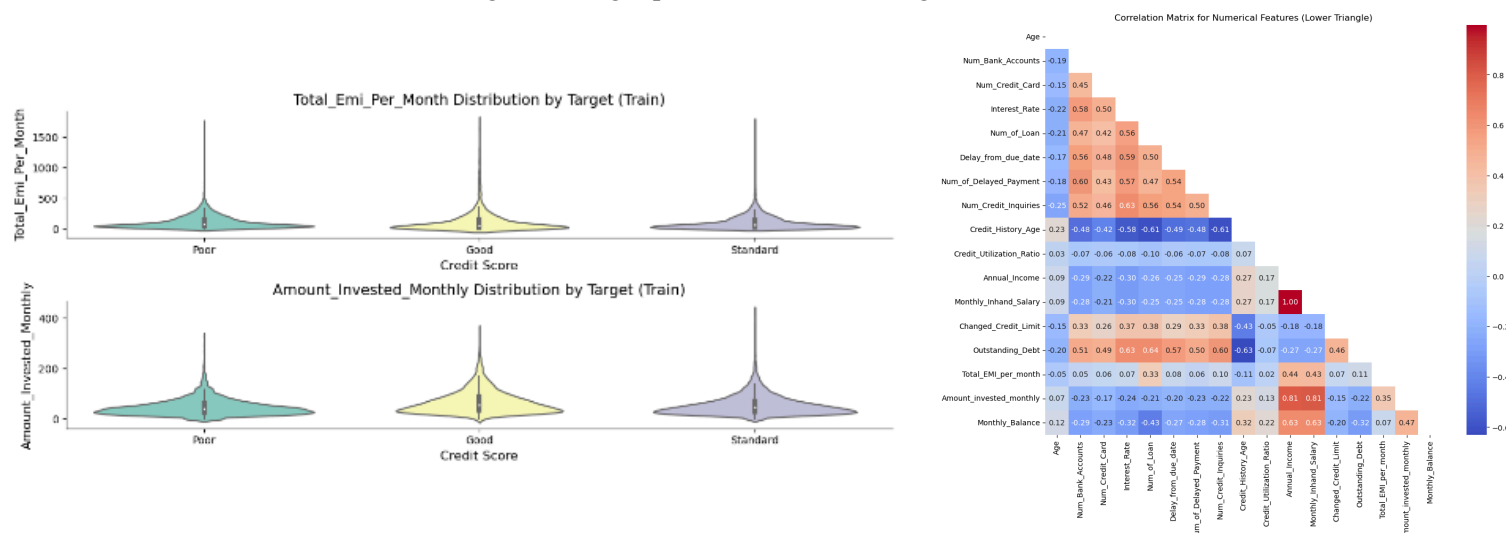 Total_Emi_Per_Month Distribution by Target (Train)
Total_Emi_Per_Month
1500
1000
500
0
Poor Good Standard
Credit Score
Amount_Invested_Monthly Distribution by Target (Train)
Amount_Invested_Monthly
400
200
0
Poor Good Standard
Credit Score
Correlation Matrix for Numerical Features (Lower Triangle)
Age
Num_Bank_Accounts -0.19
Num_Credit_Card -0.15 0.45
Interest_Rate -0.22 0.58 0.50
Num_of_Loan -0.21 0.47 0.42 0.56
Delay_from_due_date -0.17 0.56 0.48 0.59 0.50
Num_of_Delayed_Payment -0.18 0.60 0.43 0.57 0.47 0.54
Num_Credit_Inquiries -0.25 0.52 0.46 0.63 0.56 0.54 0.50
Credit_History_Age 0.23 -0.48 -0.42 -0.58 -0.61 -0.49 -0.48 -0.61
Credit_Utilization_Ratio 0.03 -0.07 -0.06 -0.08 -0.10 -0.06 -0.07 -0.08 0.07
Annual_Income 0.09 -0.29 -0.22 -0.30 -0.26 -0.25 -0.29 -0.28 0.27 0.17
Monthly_Inhand_Salary 0.09 -0.28 -0.21 -0.30 -0.25 -0.25 -0.28 -0.28 0.27 0.17 1.00
Changed_Credit_Limit -0.15 0.33 0.26 0.37 0.38 0.29 0.33 0.38 -0.43 -0.05 -0.18 -0.18
Outstanding_Debt -0.20 0.51 0.49 0.63 0.64 0.57 0.50 0.60 -0.63 -0.07 -0.27 -0.27 0.46
Total_EMI_per_month -0.05 0.05 0.05 0.07 0.33 0.08 0.06 0.10 -0.11 0.02 0.44 0.43 0.07 0.11
Amount_invested_monthly 0.07 -0.23 -0.17 -0.24 -0.21 -0.20 -0.23 -0.22 0.23 0.13 0.81 0.81 -0.15 -0.22 0.35
Monthly_Balance 0.12 -0.29 -0.23 -0.32 -0.43 -0.27 -0.28 -0.31 0.32 0.22 0.63 0.63 -0.20 -0.32 0.07 0.47
Age
Num_Bank_Accounts
Num_Credit_Card
Interest_Rate
Num_of_Loan
Delay_from_due_date
m_of_Delayed_Payment
Num_Credit_Inquiries
Credit_History_Age
Credit_Utilization_Ratio
Annual_Income
Monthly_Inhand_Salary
Changed_Credit_Limit
Outstanding_Debt
Total_EMI_per_month
mount_invested_monthly
Monthly_Balance
0.8
0.6
0.4
0.2
0.0